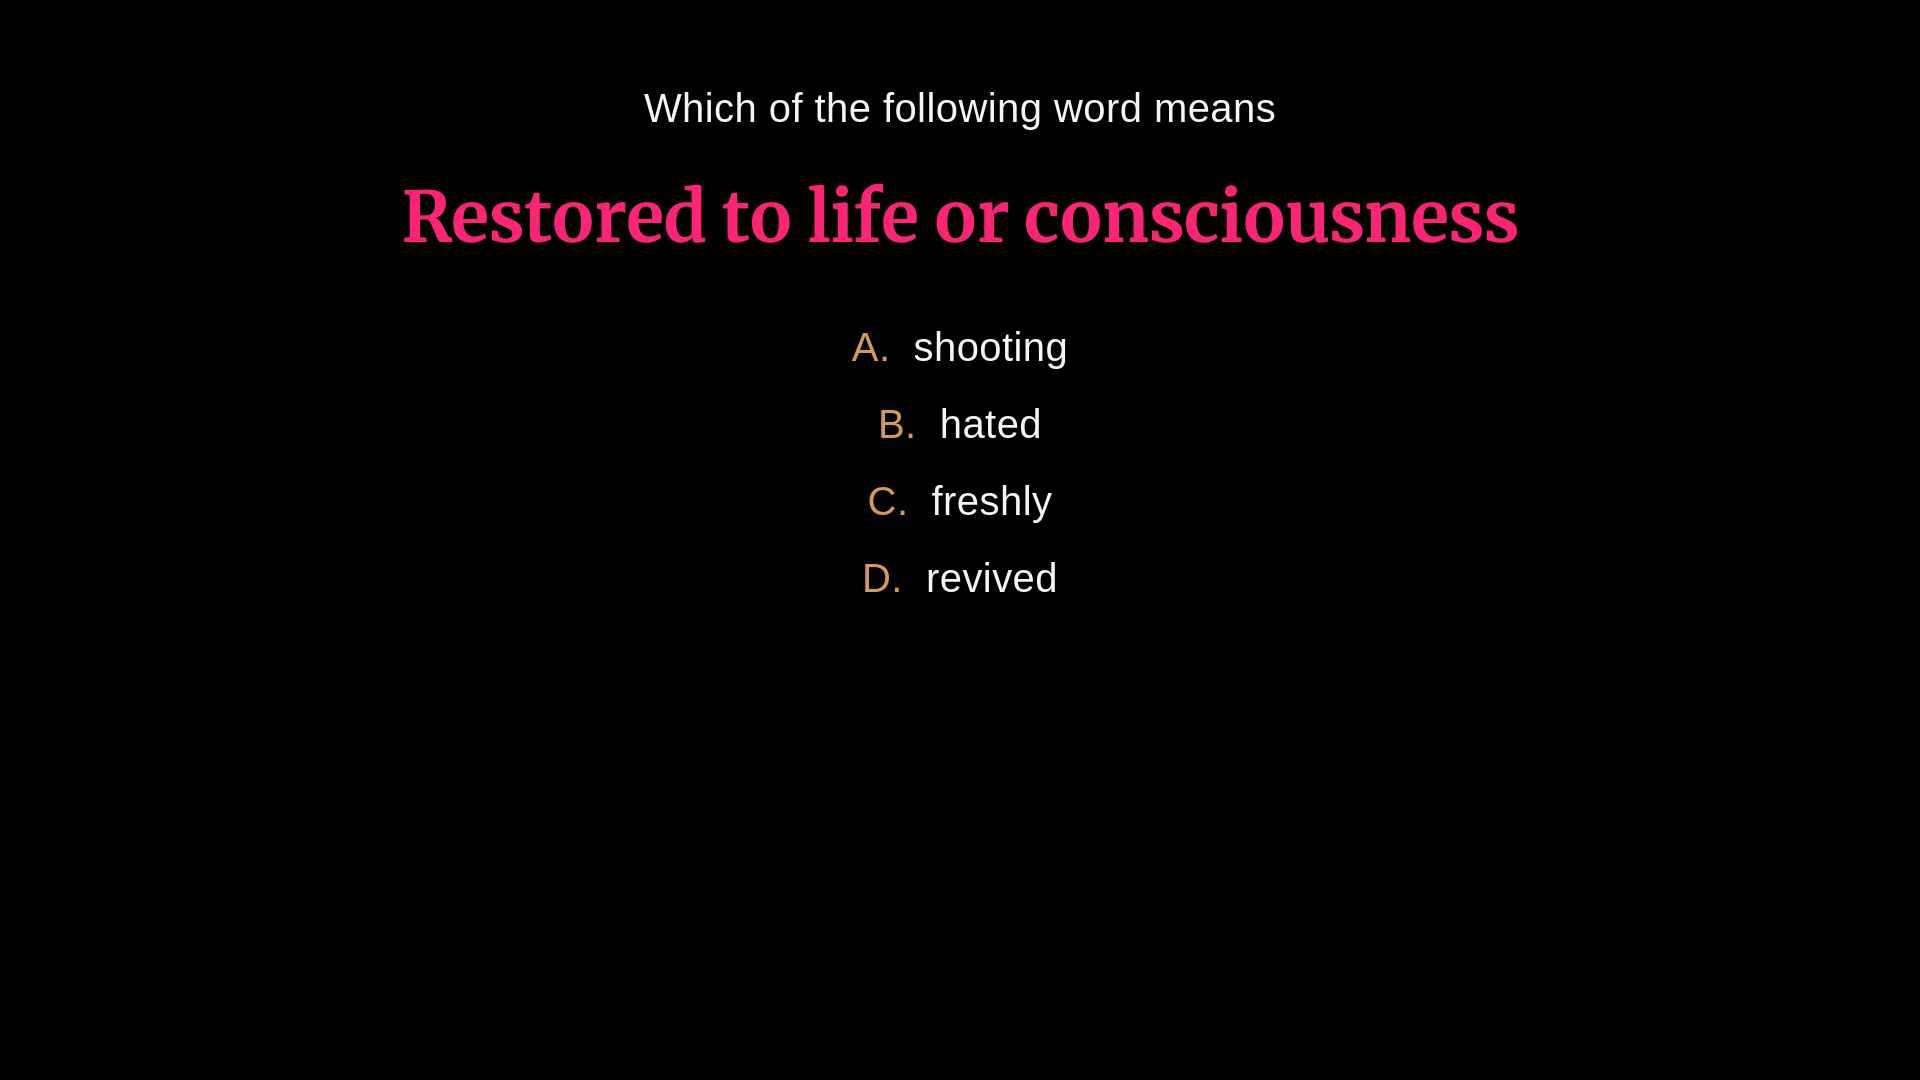 Which of the following word means
Restored to life or consciousness
A. shooting
B. hated
C. freshly
D. revived